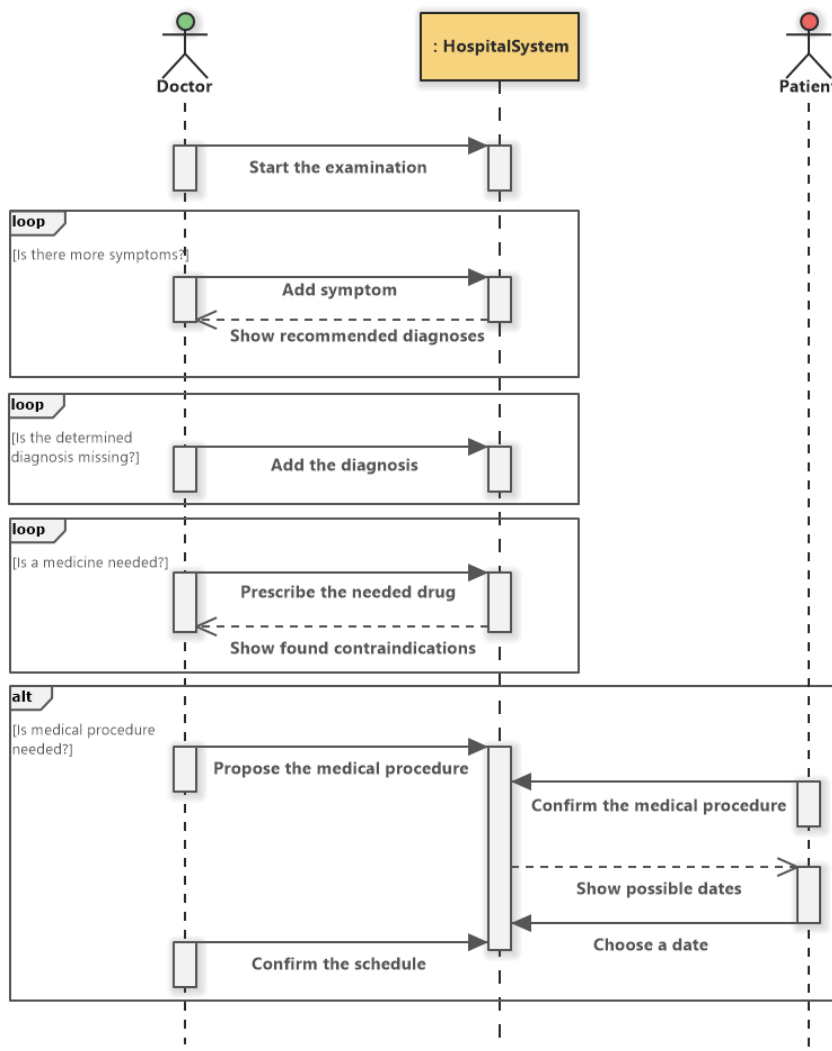 Doctor
: HospitalSystem
Patient
Start the examination
loop
[Is there more symptoms?]
Add symptom
Show recommended diagnoses
loop
[Is the determined
diagnosis missing?]
Add the diagnosis
loop
[Is a medicine needed?]
Prescribe the needed drug
Show found contraindications
alt
[Is medical procedure
needed?]
Propose the medical procedure
Confirm the medical procedure
Show possible dates
Choose a date
Confirm the schedule